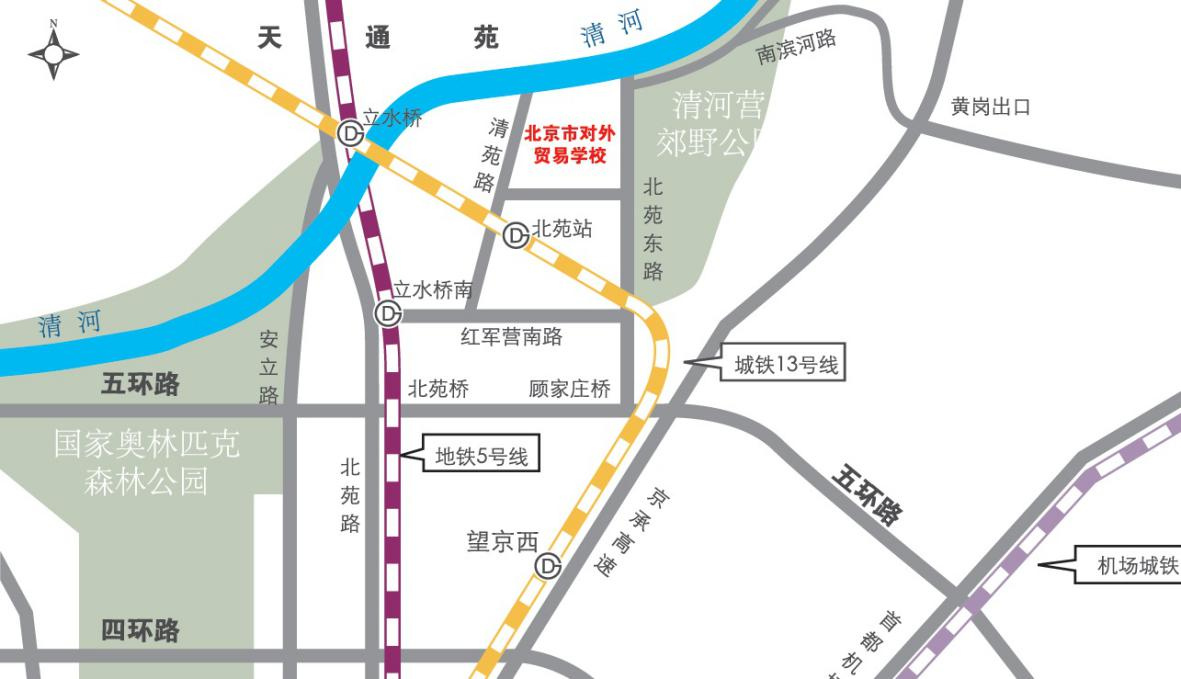 N
天通苑
清河
南滨河路
立水桥
清苑路
北京市对外
贸易学校
清河营
郊野公
黄岗出口
北苑东路
北苑站
立水桥南
清河
安立路
红军营南路
城铁13号线
五环路
北苑桥
顾家庄桥
国家奥林匹克
森林公园
地铁5号线
北苑路
京承高速
五环路
望京西
机场城铁
四环路
首都机